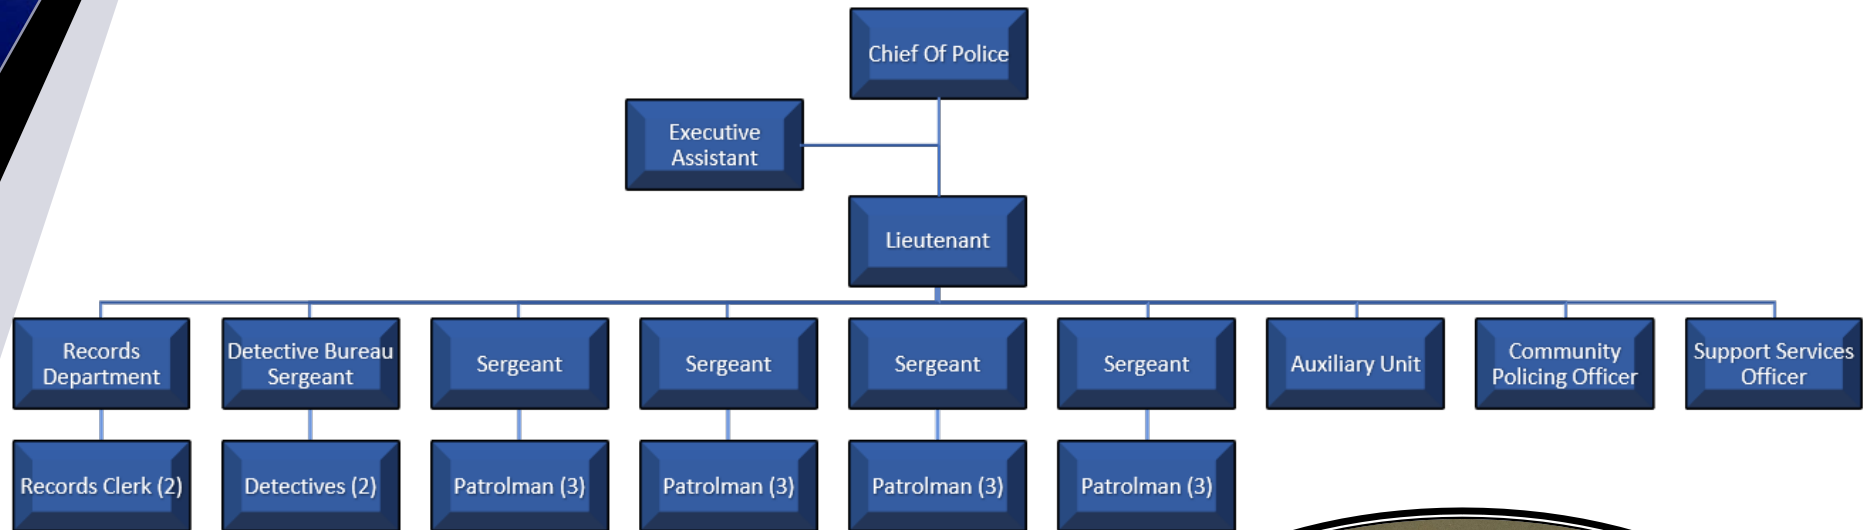 Chief Of Police
Executive
Assistant
Lieutenant
Records
Department
Detective Bureau
Sergeant
Sergeant
Sergeant
Sergeant
Sergeant
Auxiliary Unit
Community
Policing Officer
Support Services
Officer
Records Clerk (2)
Detectives (2)
Patrolman (3)
Patrolman (3)
Patrolman (3)
Patrolman (3)